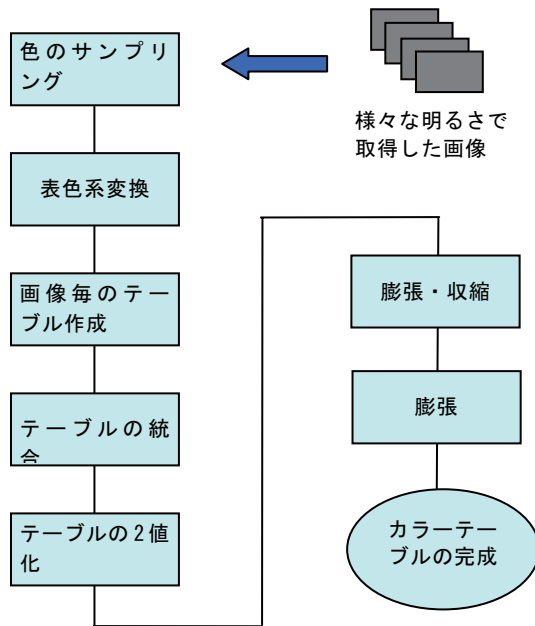 色のサンプリ
ング
様々な明るさで
取得した画像
表色系変換
画像毎のテー
ブル作成
テーブルの統
合
テーブルの2値
化
膨張・収縮
膨張
カラーテー
ブルの完成